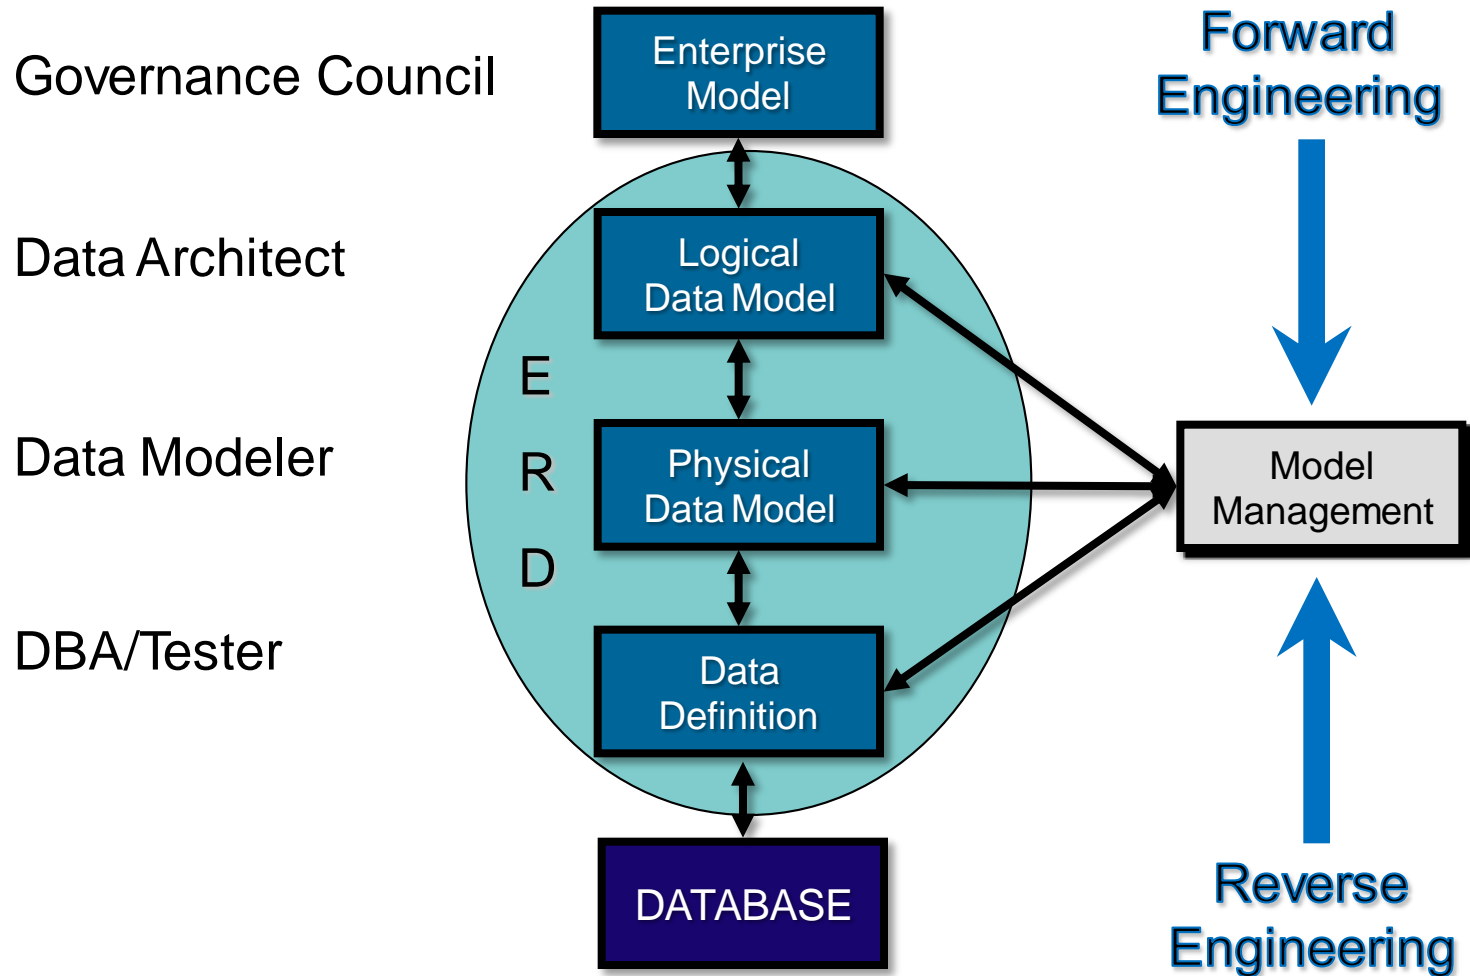 Governance Council
Enterprise
Model
Forward
Engineering
Data Architect
Logical
Data Model
E
R
D
Data Modeler
Physical
Data Model
Model
Management
DBA/Tester
Data
Definition
DATABASE
Reverse
Engineering